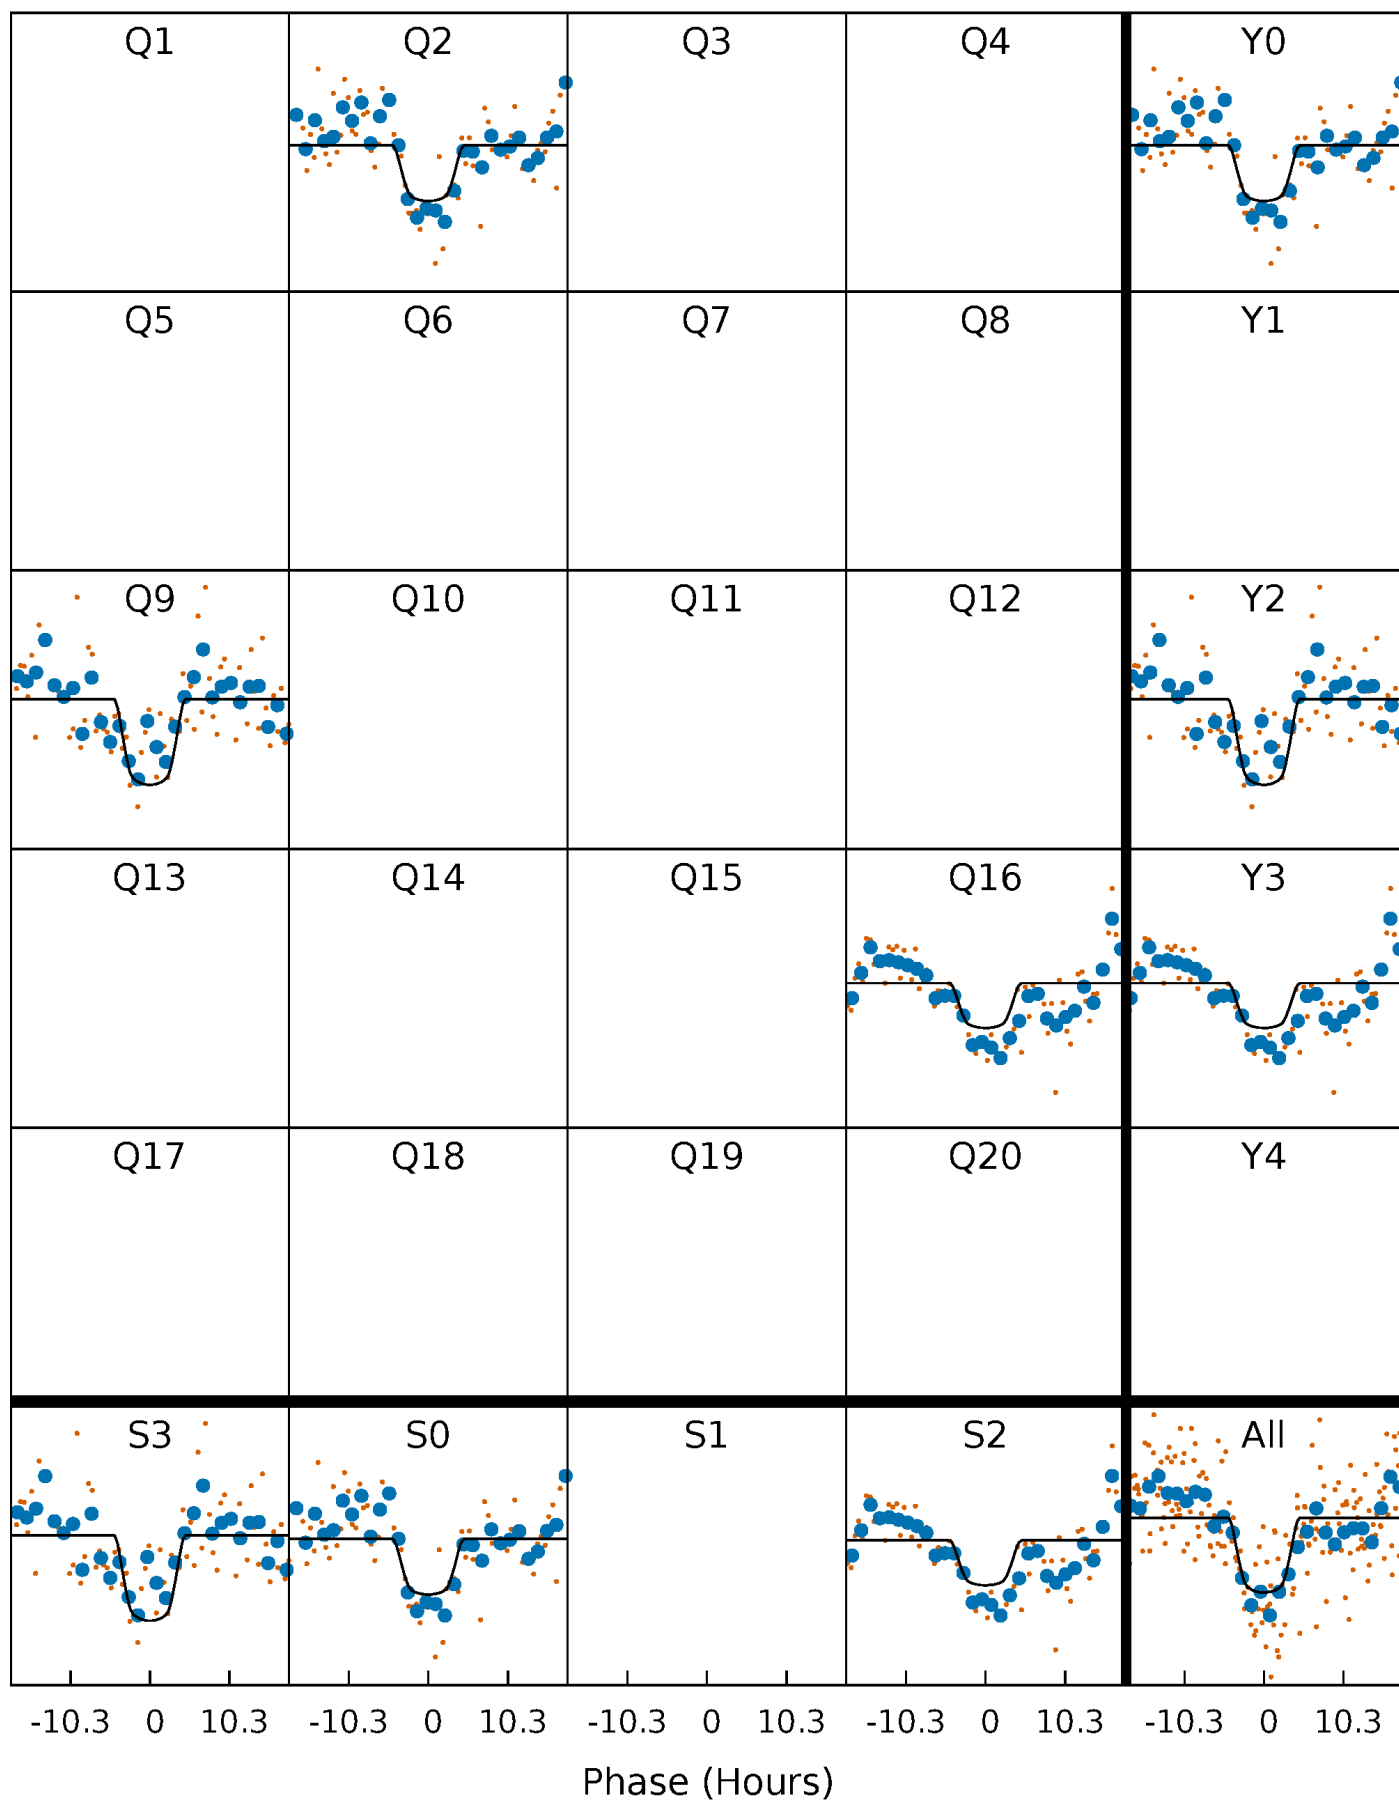 Q1 Q2 Q3 Q4 Y0
Q5 Q6 Q7 Q8 Y1
Q9 Q10 Q11 Q12 Y2
Q13 Q14 Q15 Q16 Y3
Q17 Q18 Q19 Q20 Y4
S3 S0 S1 S2 All
-10.3 0 10.3 -10.3 0 10.3 -10.3 0 10.3 -10.3 0 10.3 -10.3 0 10.3
Phase (Hours)